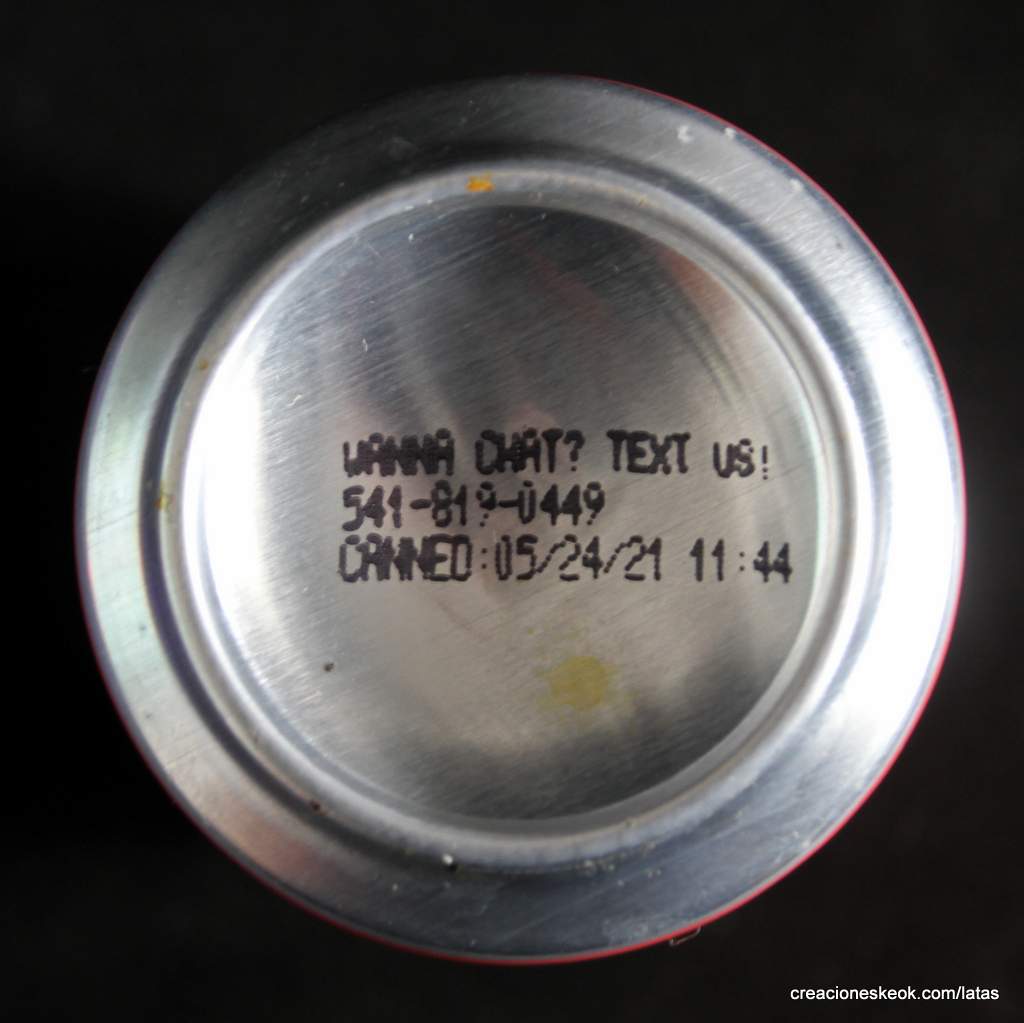 WANNA CHAT? TEXT US!
541-819-0449
CANNED:05/24/21 11:44
creacioneskeok.com/latas